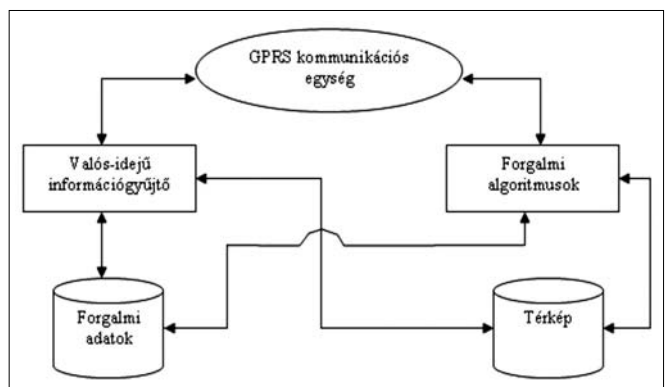 GPRS kommunikációs
egység
Valós-idejű
információgyűjtő
Forgalmi
algoritmusok
Forgalmi
adatok
Térkép